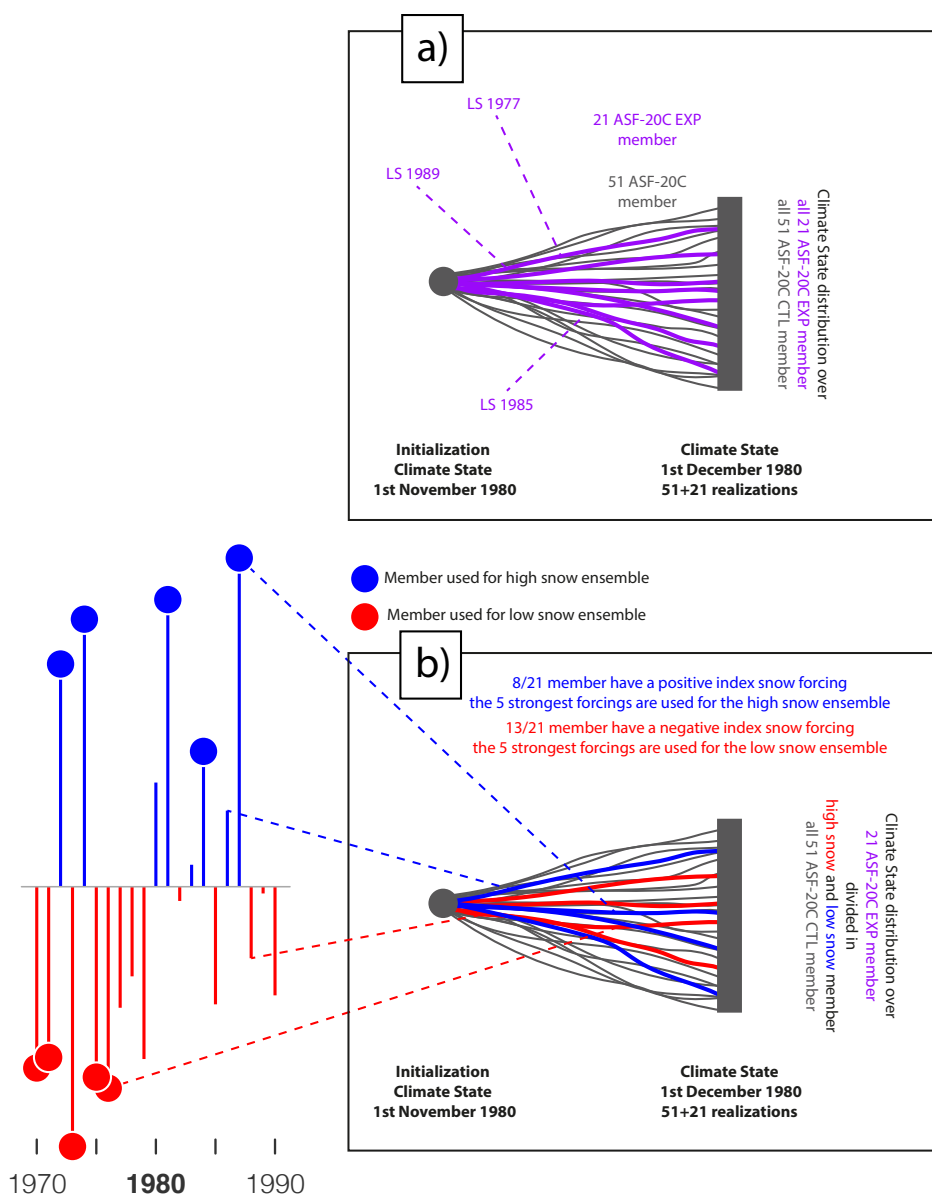 a)
LS 1977
21 ASF-20C EXP
member
LS 1989
51 ASF-20C
member
Climate State distribution over
all 21 ASF-20C EXP member
all 51 ASF-20C CTL member
LS 1985
Initialization
Climate State
1st November 1980
Climate State
1st December 1980
51+21 realizations
Member used for high snow ensemble
Member used for low snow ensemble
b)
8/21 member have a positive index snow forcing
the 5 strongest forcings are used for the high snow ensemble
13/21 member have a negative index snow forcing
the 5 strongest forcings are used for the low snow ensemble
Climate State distribution over
21 ASF-20C EXP member
divided in
high snow and low snow member
all 51 ASF-20C CTL member
Initialization
Climate State
1st November 1980
Climate State
1st December 1980
51+21 realizations
1970
1980
1990